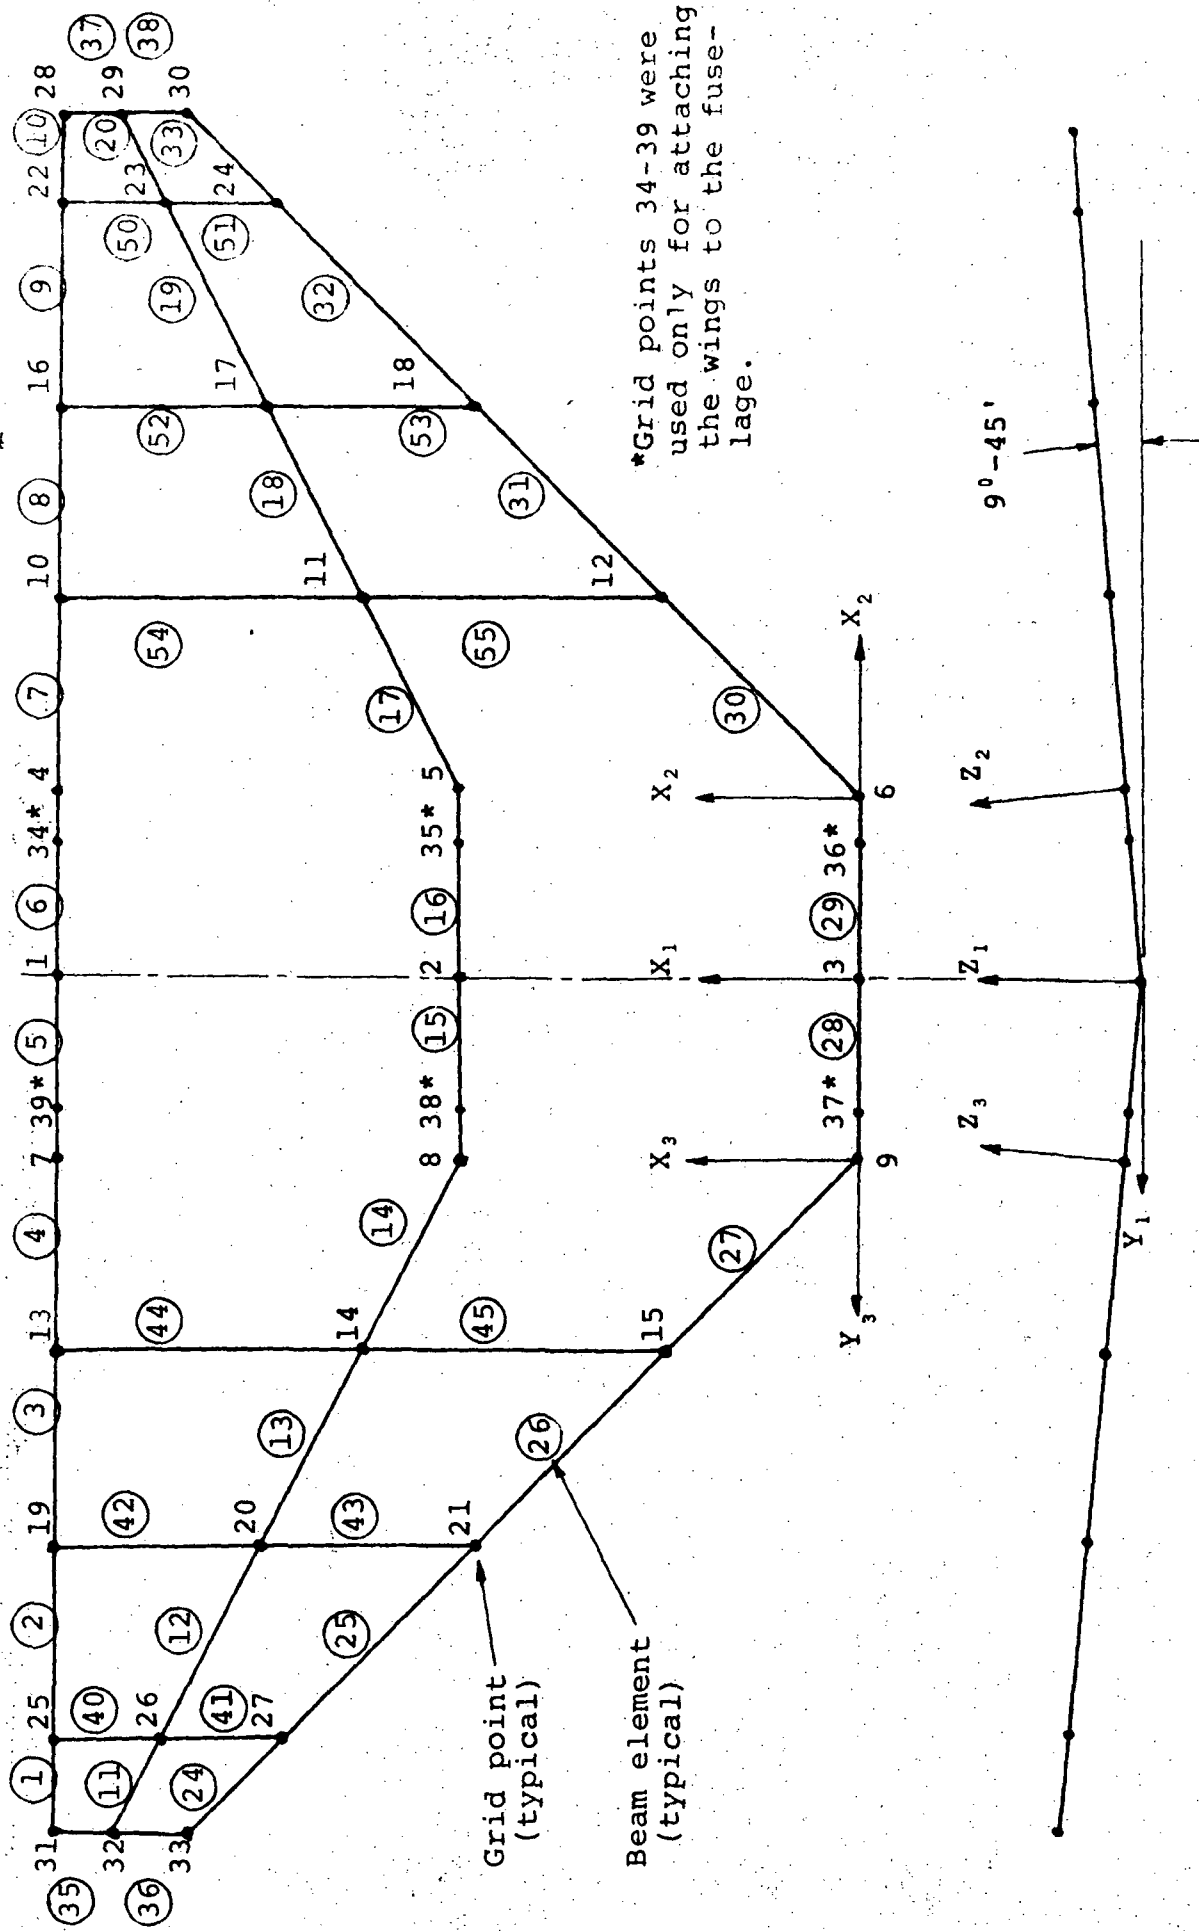 37 38
28 29 30
10 20 33
22 23 24
50 51
9 19 32
16 17 18
52 53
8 18 31
10 11 12
54 55
7 17 30
4 5 6
34* 35* 36*
6 16 29
1 2 3
5 15 28
39* 38* 37*
7 8 9
4 14 27
13 14 15
44 45
3 13 26
19 20 21
42 43
2 12 25
25 26 27
40 41
1 11 24
31 32 33
35 36
X₂
X₂
X₁
X₃
Y₃
Z₂
Z₁
Z₃
Y₁
9⁰-45'
*Grid points 34-39 were
used only for attaching
the wings to the fuse-
lage.
Grid point
(typical)
Beam element
(typical)